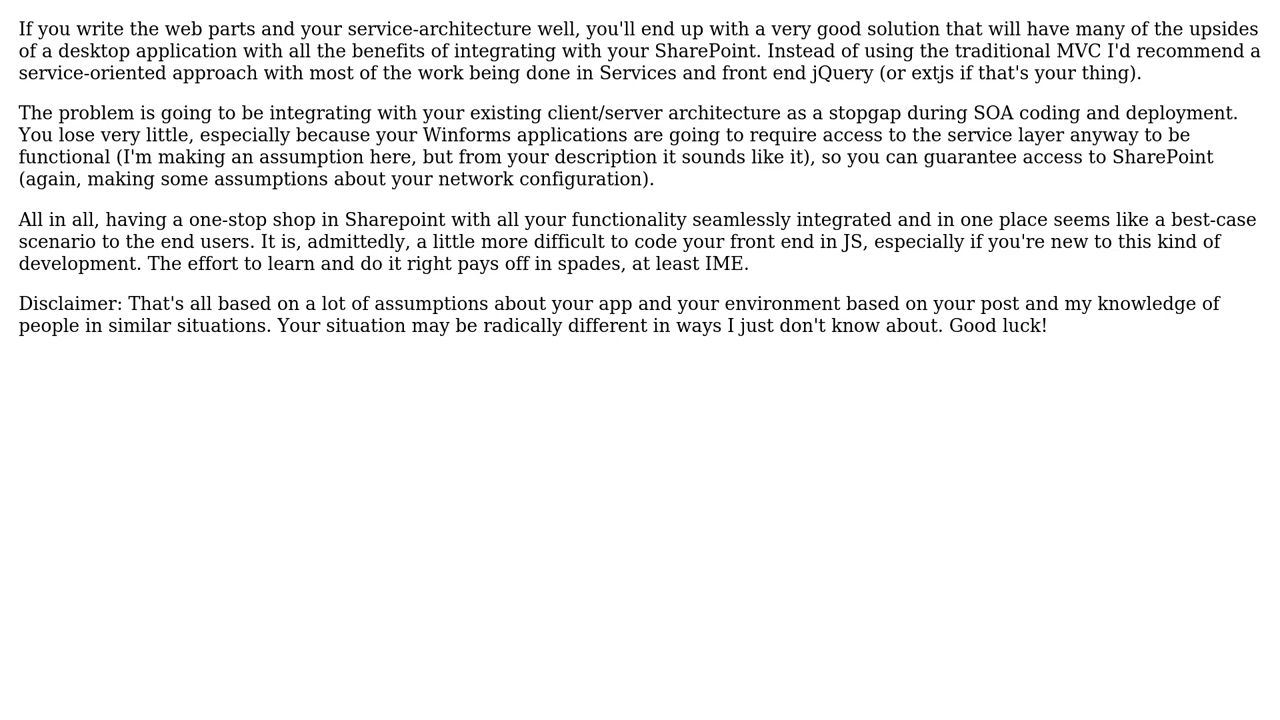 If you write the web parts and your service-architecture well, you'll end up with a very good solution that will have many of the upsides
of a desktop application with all the benefits of integrating with your SharePoint. Instead of using the traditional MVC I'd recommend a
service-oriented approach with most of the work being done in Services and front end jQuery (or extjs if that's your thing).
The problem is going to be integrating with your existing client/server architecture as a stopgap during SOA coding and deployment.
You lose very little, especially because your Winforms applications are going to require access to the service layer anyway to be
functional (I'm making an assumption here, but from your description it sounds like it), so you can guarantee access to SharePoint
(again, making some assumptions about your network configuration).
All in all, having a one-stop shop in Sharepoint with all your functionality seamlessly integrated and in one place seems like a best-case
scenario to the end users. It is, admittedly, a little more difficult to code your front end in JS, especially if you're new to this kind of
development. The effort to learn and do it right pays off in spades, at least IME.
Disclaimer: That's all based on a lot of assumptions about your app and your environment based on your post and my knowledge of
people in similar situations. Your situation may be radically different in ways I just don't know about. Good luck!